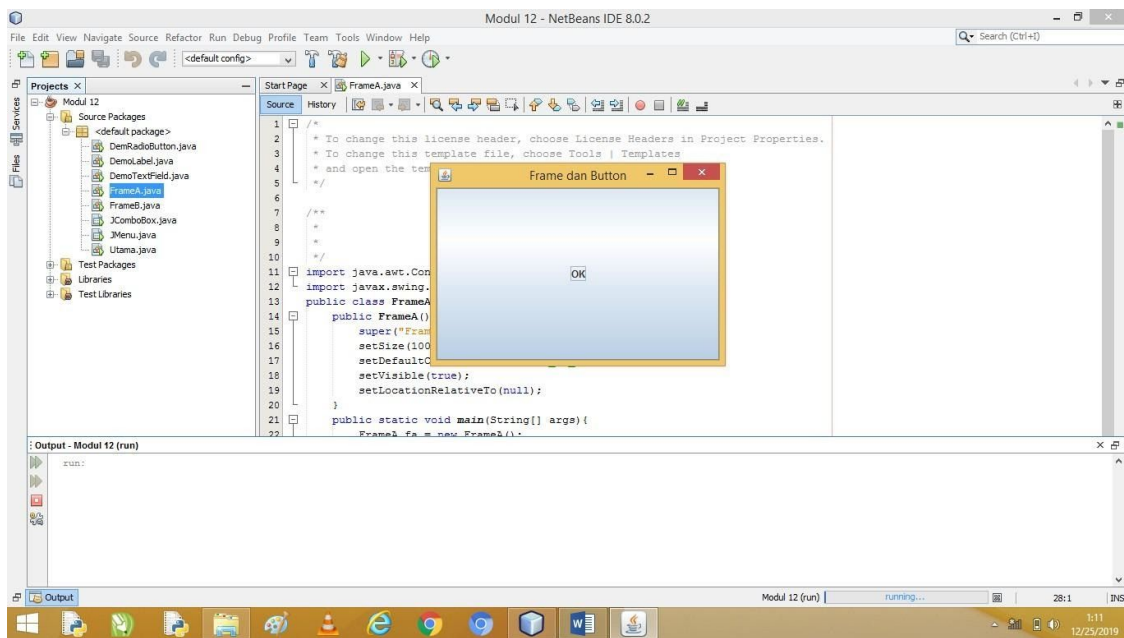 Modul 12 - NetBeans IDE 8.0.2
File Edit View Navigate Source Refactor Run Debug Profile Team Tools Window Help
Search (Ctrl+I)
<default config>
Projects
Start Page
FrameA.java
Services
Files
Modul 12
Source Packages
<default package>
DemRadioButton.java
DemoLabel.java
DemoTextField.java
FrameA.java
FrameB.java
JComboBox.java
JMenu.java
Utama.java
Test Packages
Libraries
Test Libraries
Source History
1 /*
2 * To change this license header, choose License Headers in Project Properties.
3 * To change this template file, choose Tools | Templates
4 * and open the tem
5 */
6
7 /**
8 *
9 *
10 */
11 import java.awt.Con
12 import javax.swing.
13 public class FrameA
14 public FrameA()
15 super("Fram
16 setSize(100
17 setDefaultC
18 setVisible(true);
19 setLocationRelativeTo(null);
20 }
21 public static void main(String[] args){
22 FrameA fa = new FrameA();
Frame dan Button
OK
Output - Modul 12 (run)
run:
Output
Modul 12 (run)
running...
28:1
INS
1:11
12/25/2019